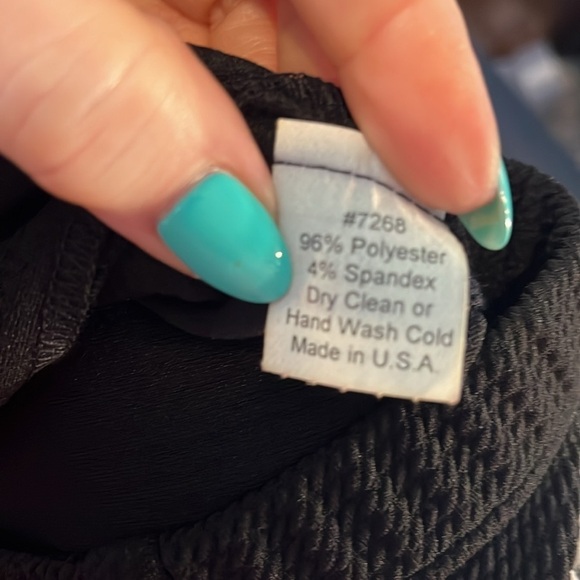 #7268
96% Polyester
4% Spandex
Dry Clean or
Hand Wash Cold
Made in U.S.A